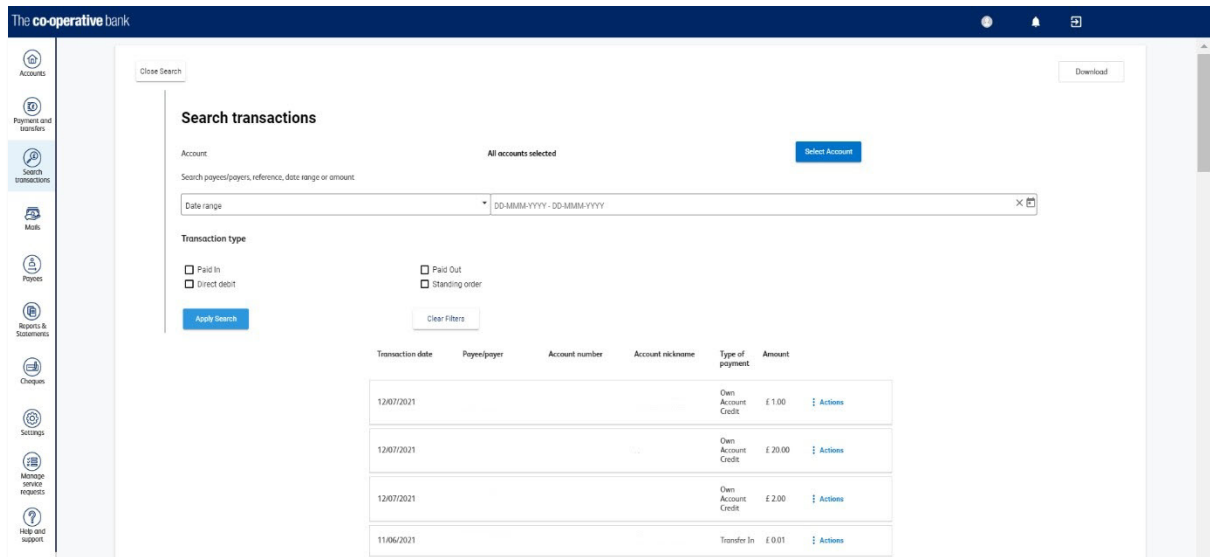 The co-operative bank
Accounts
Payment and
transfers
Search
transactions
Mails
Payees
Reports &
Statements
Cheques
Settings
Manage
service
requests
Help and
support
Close Search
Download
Search transactions
Account All accounts selected Select Account
Search payees/payers, reference, date range or amount
Date range DD-MMM-YYYY - DD-MMM-YYYY
Transaction type
Paid In Paid Out
Direct debit Standing order
Apply Search Clear Filters
Transaction date Payee/payer Account number Account nickname Type of Amount
payment
Own
12/07/2021 Account £ 1.00 Actions
Credit
Own
12/07/2021 Account £ 20.00 Actions
Credit
Own
12/07/2021 Account £ 2.00 Actions
Credit
11/06/2021 Transfer In £ 0.01 Actions